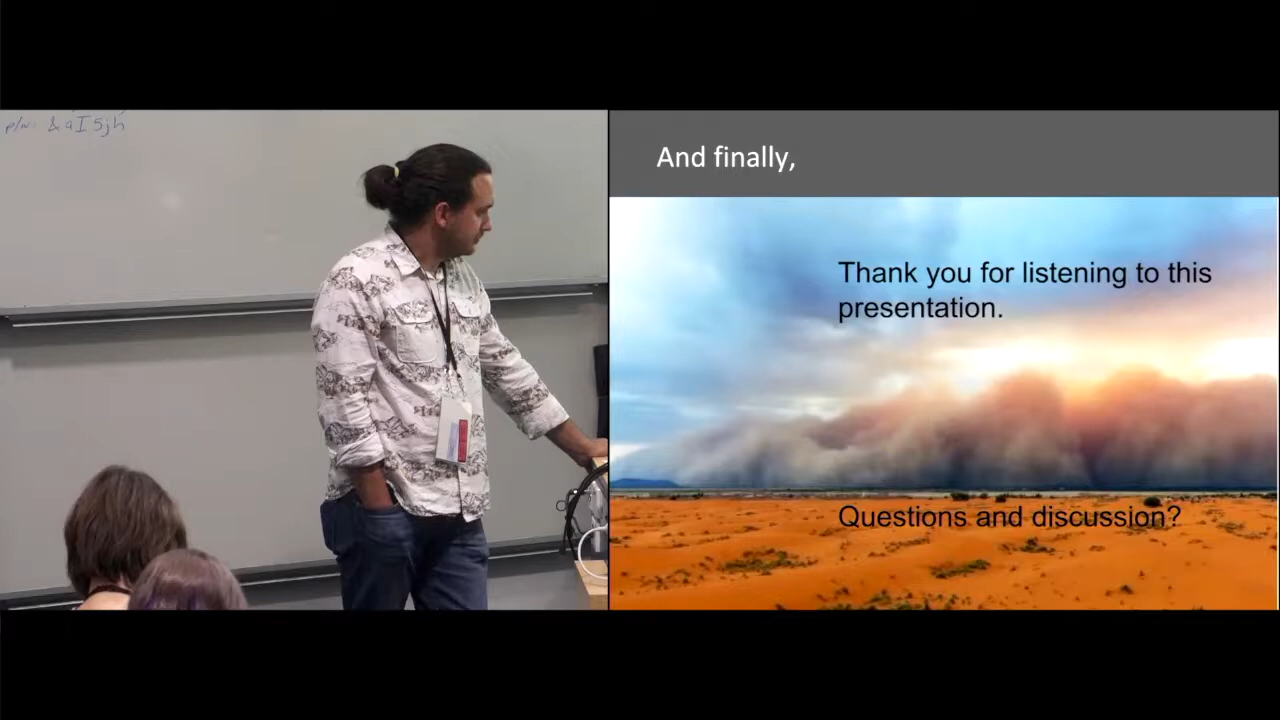 And finally,
Thank you for listening to this
presentation.
Questions and discussion?